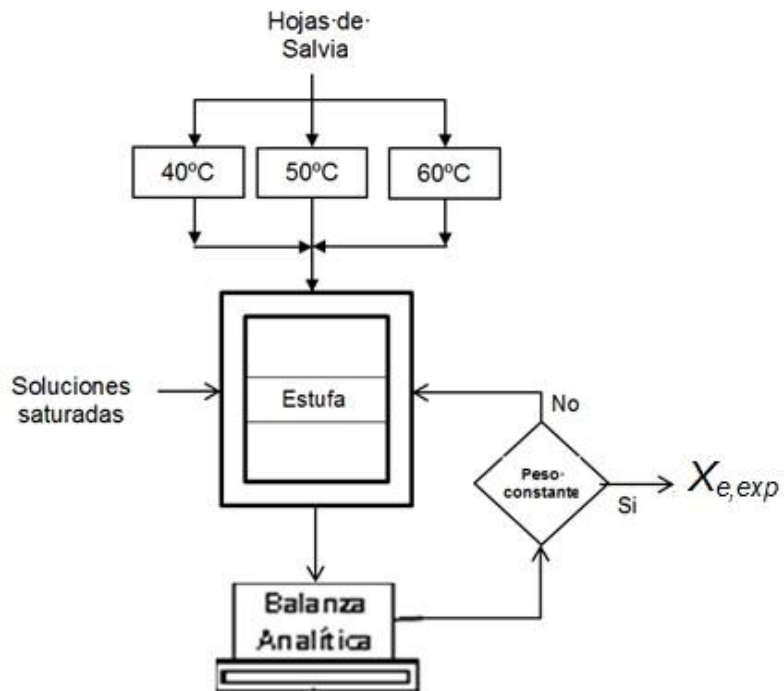 Hojas·de·
Salvia
40ºC
50ºC
60ºC
Soluciones
saturadas
Estufa
No
Peso·
constante
Si
Xe,exp
Balanza
Analítica